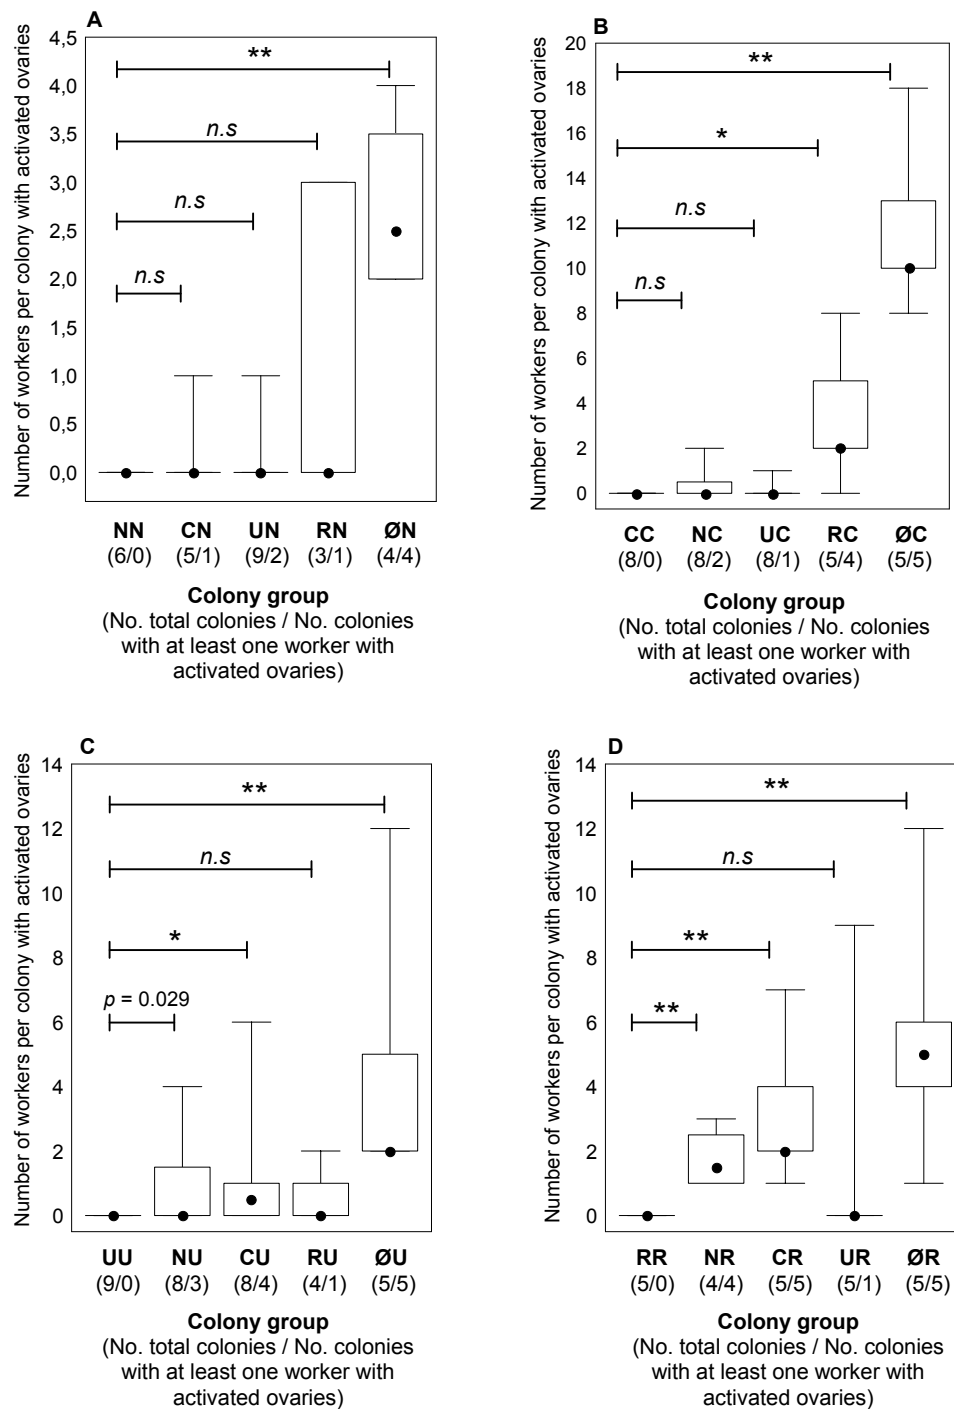 A
Number of workers per colony with activated ovaries
4,5
4,0
3,5
3,0
2,5
2,0
1,5
1,0
0,5
0,0
**
n.s
n.s
n.s
NN CN UN RN ØN
(6/0) (5/1) (9/2) (3/1) (4/4)
Colony group
(No. total colonies / No. colonies
with at least one worker with
activated ovaries)
B
Number of workers per colony with activated ovaries
20
18
16
14
12
10
8
6
4
2
0
**
*
n.s
n.s
CC NC UC RC ØC
(8/0) (8/2) (8/1) (5/4) (5/5)
Colony group
(No. total colonies / No. colonies
with at least one worker with
activated ovaries)
C
Number of workers per colony with activated ovaries
14
12
10
8
6
4
2
0
**
n.s
*
p = 0.029
UU NU CU RU ØU
(9/0) (8/3) (8/4) (4/1) (5/5)
Colony group
(No. total colonies / No. colonies
with at least one worker with
activated ovaries)
D
Number of workers per colony with activated ovaries
14
12
10
8
6
4
2
0
**
n.s
**
**
RR NR CR UR ØR
(5/0) (4/4) (5/5) (5/1) (5/5)
Colony group
(No. total colonies / No. colonies
with at least one worker with
activated ovaries)